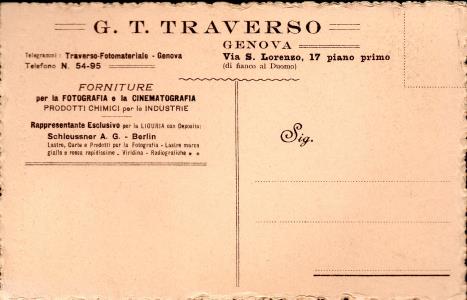 G. T. TRAVERSO
GENOVA
Telegrammi: Traverso-Fotomateriale - Genova
Telefono N. 54-95
Via S. Lorenzo, 17 piano primo
(di fianco al Duomo)
FORNITURE
per la FOTOGRAFIA e la CINEMATOGRAFIA
PRODOTTI CHIMICI per le INDUSTRIE
Rappresentante Esclusivo per la LIGURIA con Deposito:
Schleussner A. G. - Berlin
Lastre, Carte e Prodotti per la Fotografia - Lastre marca
gialla e rossa rapidissime - Viridina - Radiografiche
Sig.